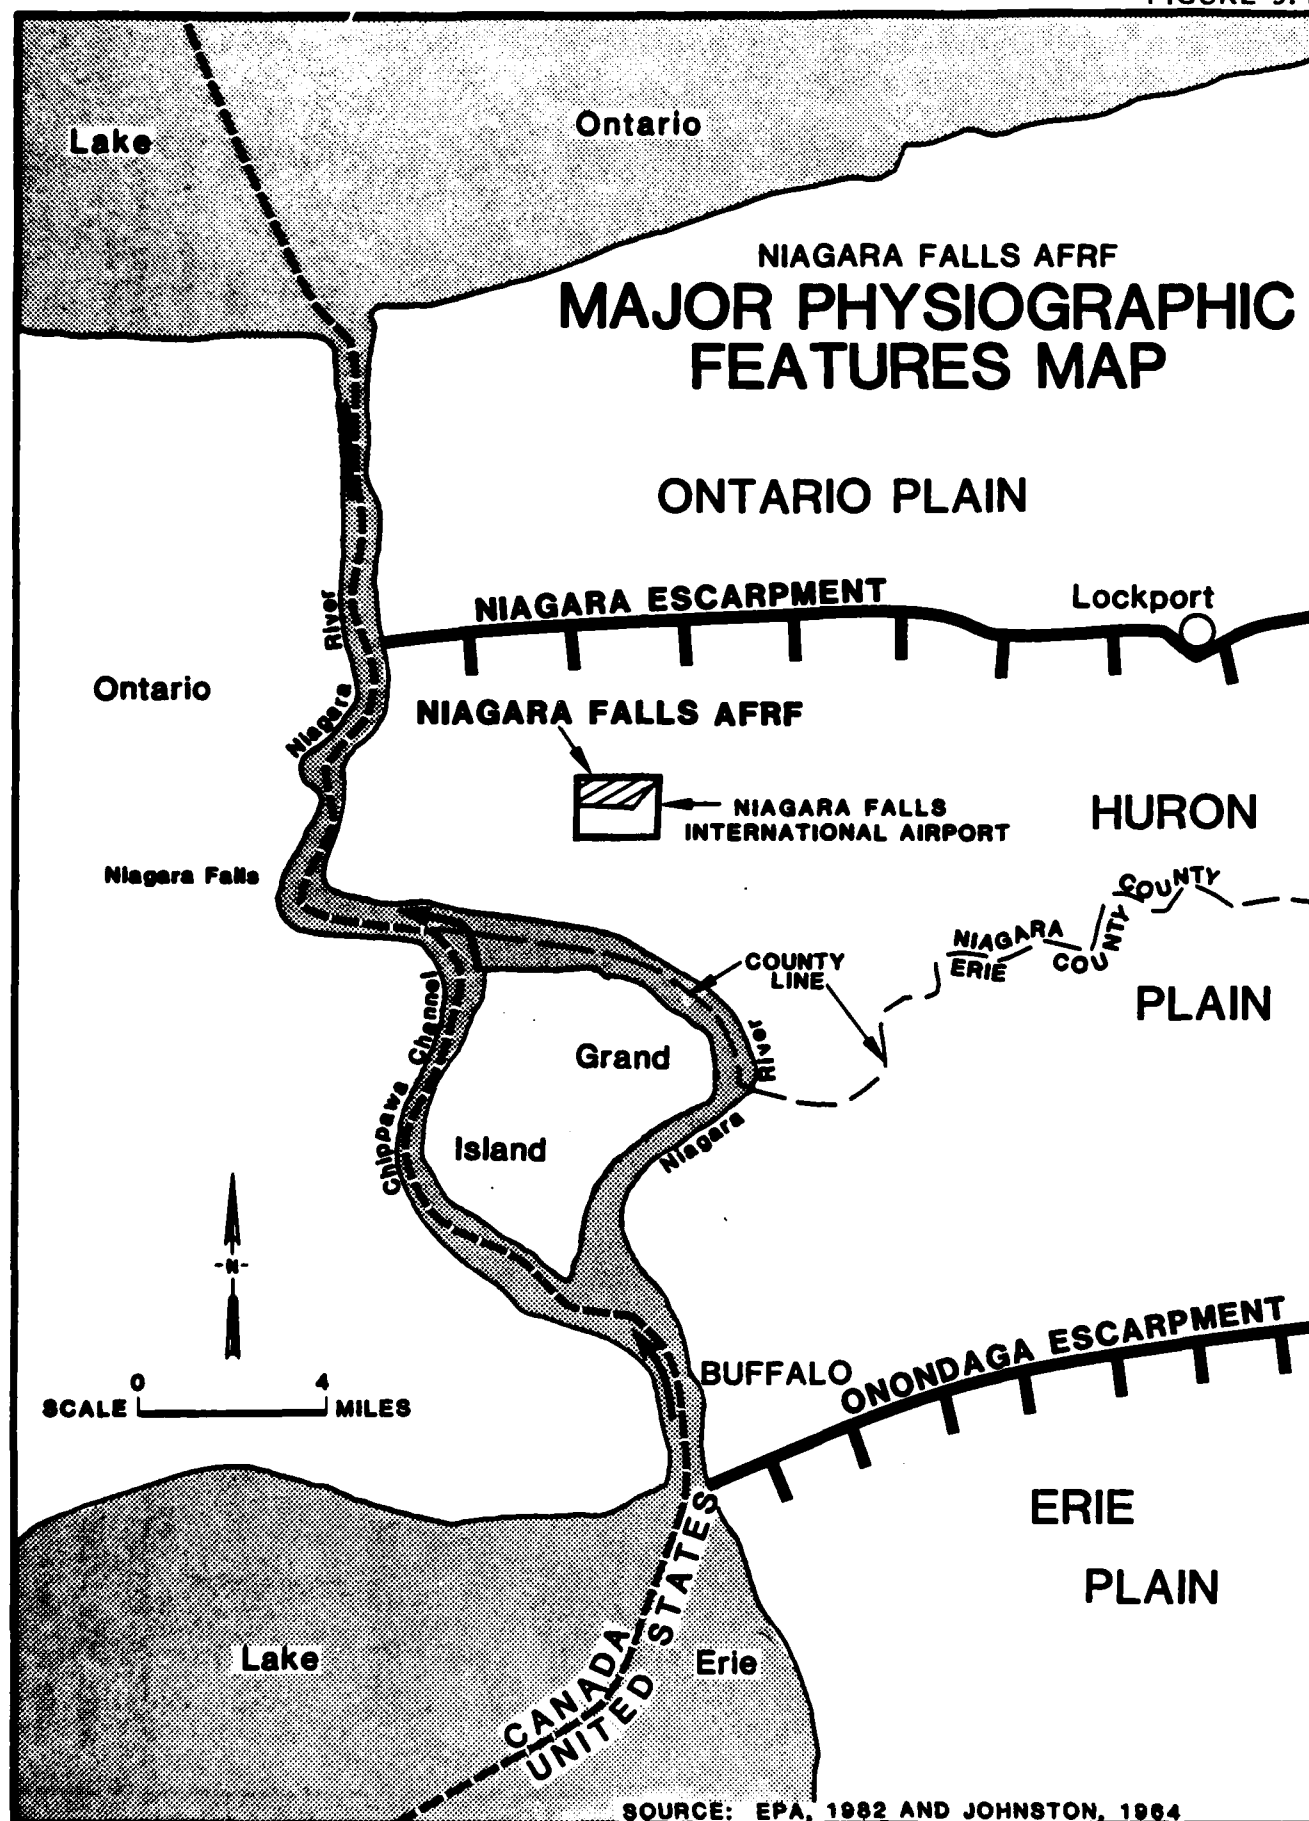 Lake
Ontario
NIAGARA FALLS AFRF
MAJOR PHYSIOGRAPHIC
FEATURES MAP
ONTARIO PLAIN
NIAGARA ESCARPMENT
Lockport
Niagara River
Ontario
NIAGARA FALLS AFRF
NIAGARA FALLS
INTERNATIONAL AIRPORT
HURON
PLAIN
Niagara Falls
NIAGARA COUNTY
ERIE COUNTY
COUNTY
LINE
Chippawa Channel
Grand
Island
Niagara River
-N-
0 4
SCALE MILES
BUFFALO
ONONDAGA ESCARPMENT
ERIE
PLAIN
CANADA
UNITED STATES
Lake
Erie
SOURCE: EPA, 1982 AND JOHNSTON, 1964